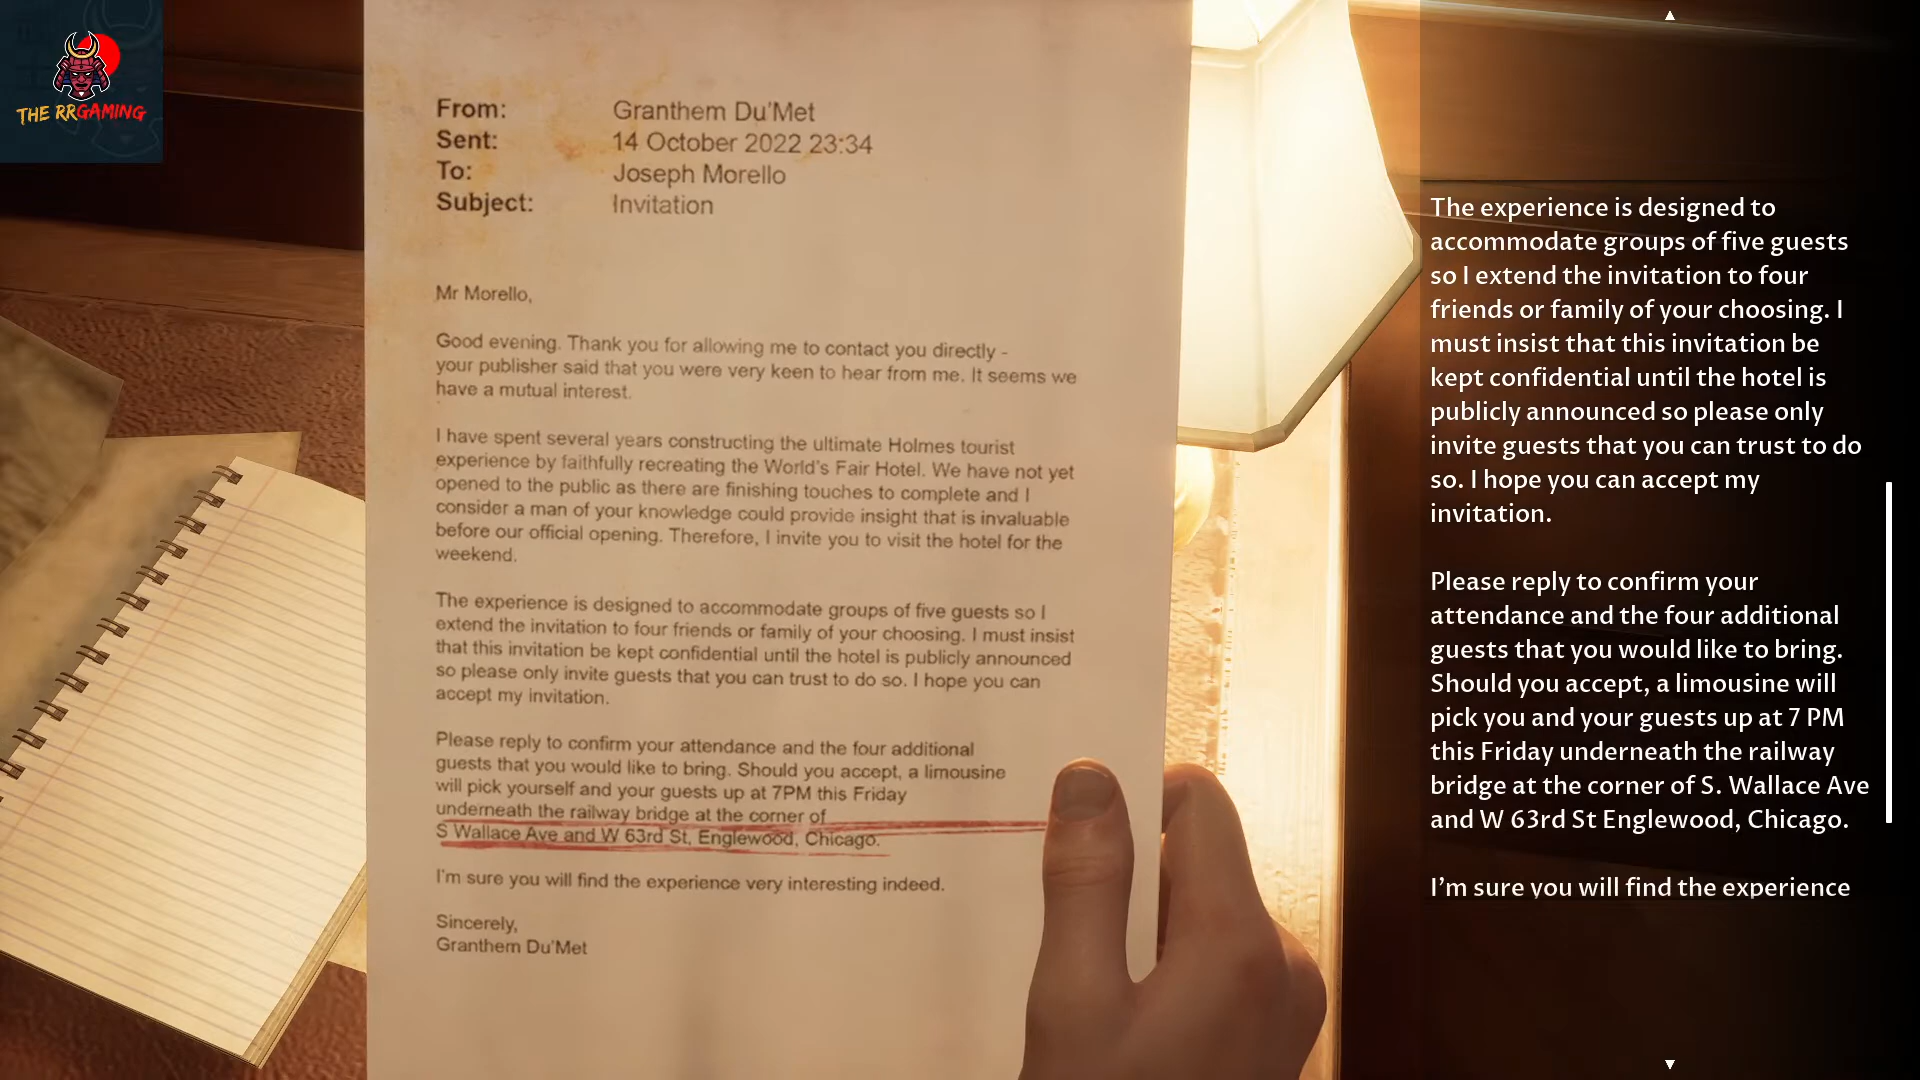 THE RRGAMING
From: Granthem Du'Met
Sent: 14 October 2022 23:34
To: Joseph Morello
Subject: Invitation
Mr Morello,
Good evening. Thank you for allowing me to contact you directly -
your publisher said that you were very keen to hear from me. It seems we
have a mutual interest.
I have spent several years constructing the ultimate Holmes tourist
experience by faithfully recreating the World's Fair Hotel. We have not yet
opened to the public as there are finishing touches to complete and I
consider a man of your knowledge could provide insight that is invaluable
before our official opening. Therefore, I invite you to visit the hotel for the
weekend.
The experience is designed to accommodate groups of five guests so I
extend the invitation to four friends or family of your choosing. I must insist
that this invitation be kept confidential until the hotel is publicly announced
so please only invite guests that you can trust to do so. I hope you can
accept my invitation.
Please reply to confirm your attendance and the four additional
guests that you would like to bring. Should you accept, a limousine
will pick yourself and your guests up at 7PM this Friday
underneath the railway bridge at the corner of
S Wallace Ave and W 63rd St, Englewood, Chicago.
I'm sure you will find the experience very interesting indeed.
Sincerely,
Granthem Du'Met
The experience is designed to
accommodate groups of five guests
so I extend the invitation to four
friends or family of your choosing. I
must insist that this invitation be
kept confidential until the hotel is
publicly announced so please only
invite guests that you can trust to do
so. I hope you can accept my
invitation.
Please reply to confirm your
attendance and the four additional
guests that you would like to bring.
Should you accept, a limousine will
pick you and your guests up at 7 PM
this Friday underneath the railway
bridge at the corner of S. Wallace Ave
and W 63rd St Englewood, Chicago.
I'm sure you will find the experience